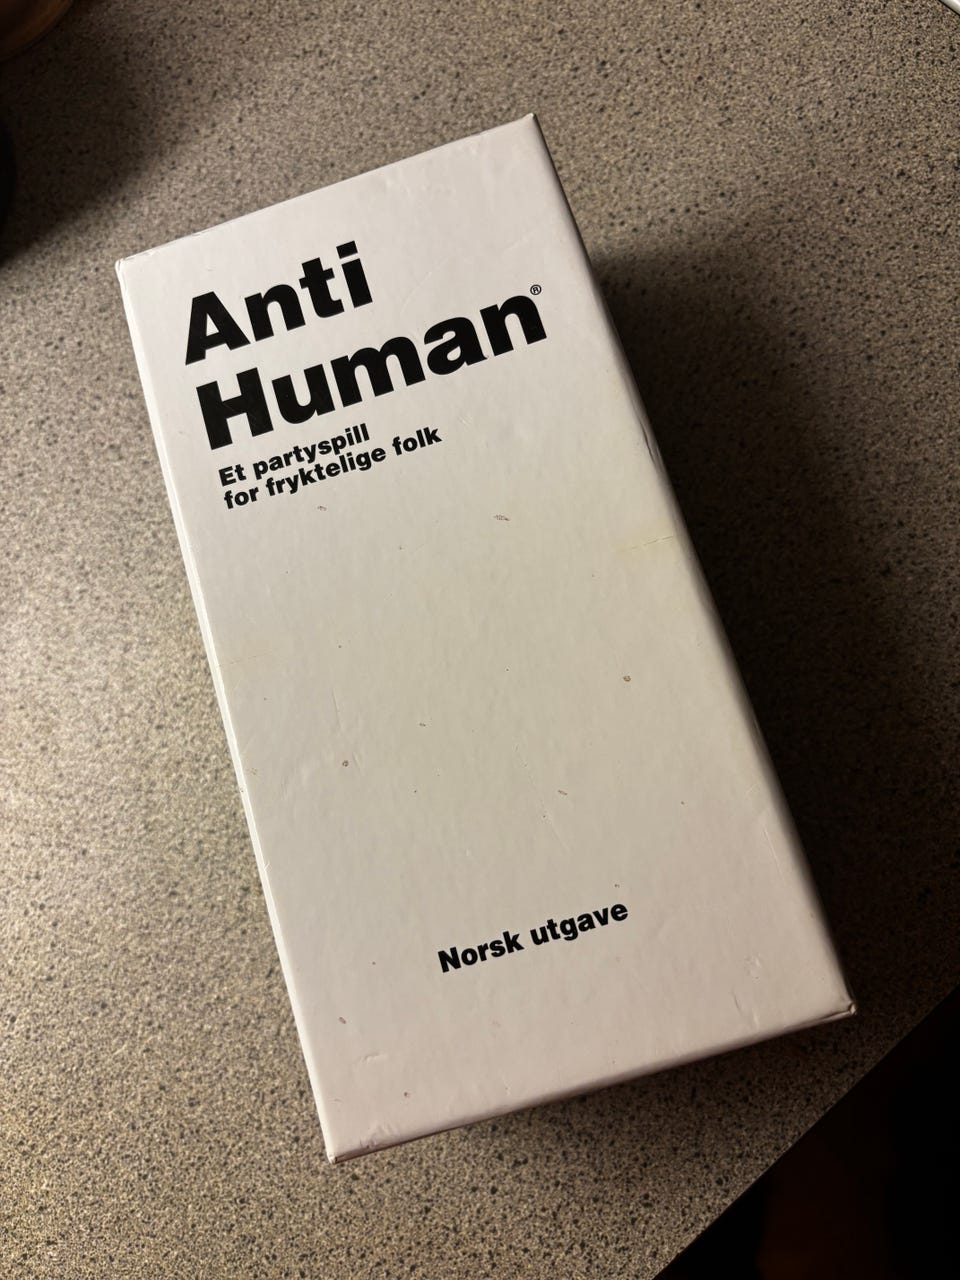 Anti
Human®
Et partyspill
for fryktelige folk
Norsk utgave